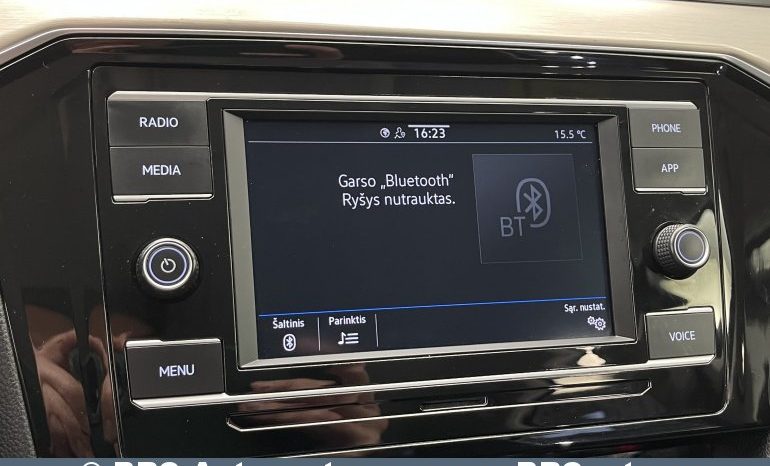 RADIO
MEDIA
MENU
16:23
15.5 °C
Garso „Bluetooth“
Ryšys nutrauktas.
BT
Šaltinis
Parinktis
Sąr. nustat.
PHONE
APP
VOICE